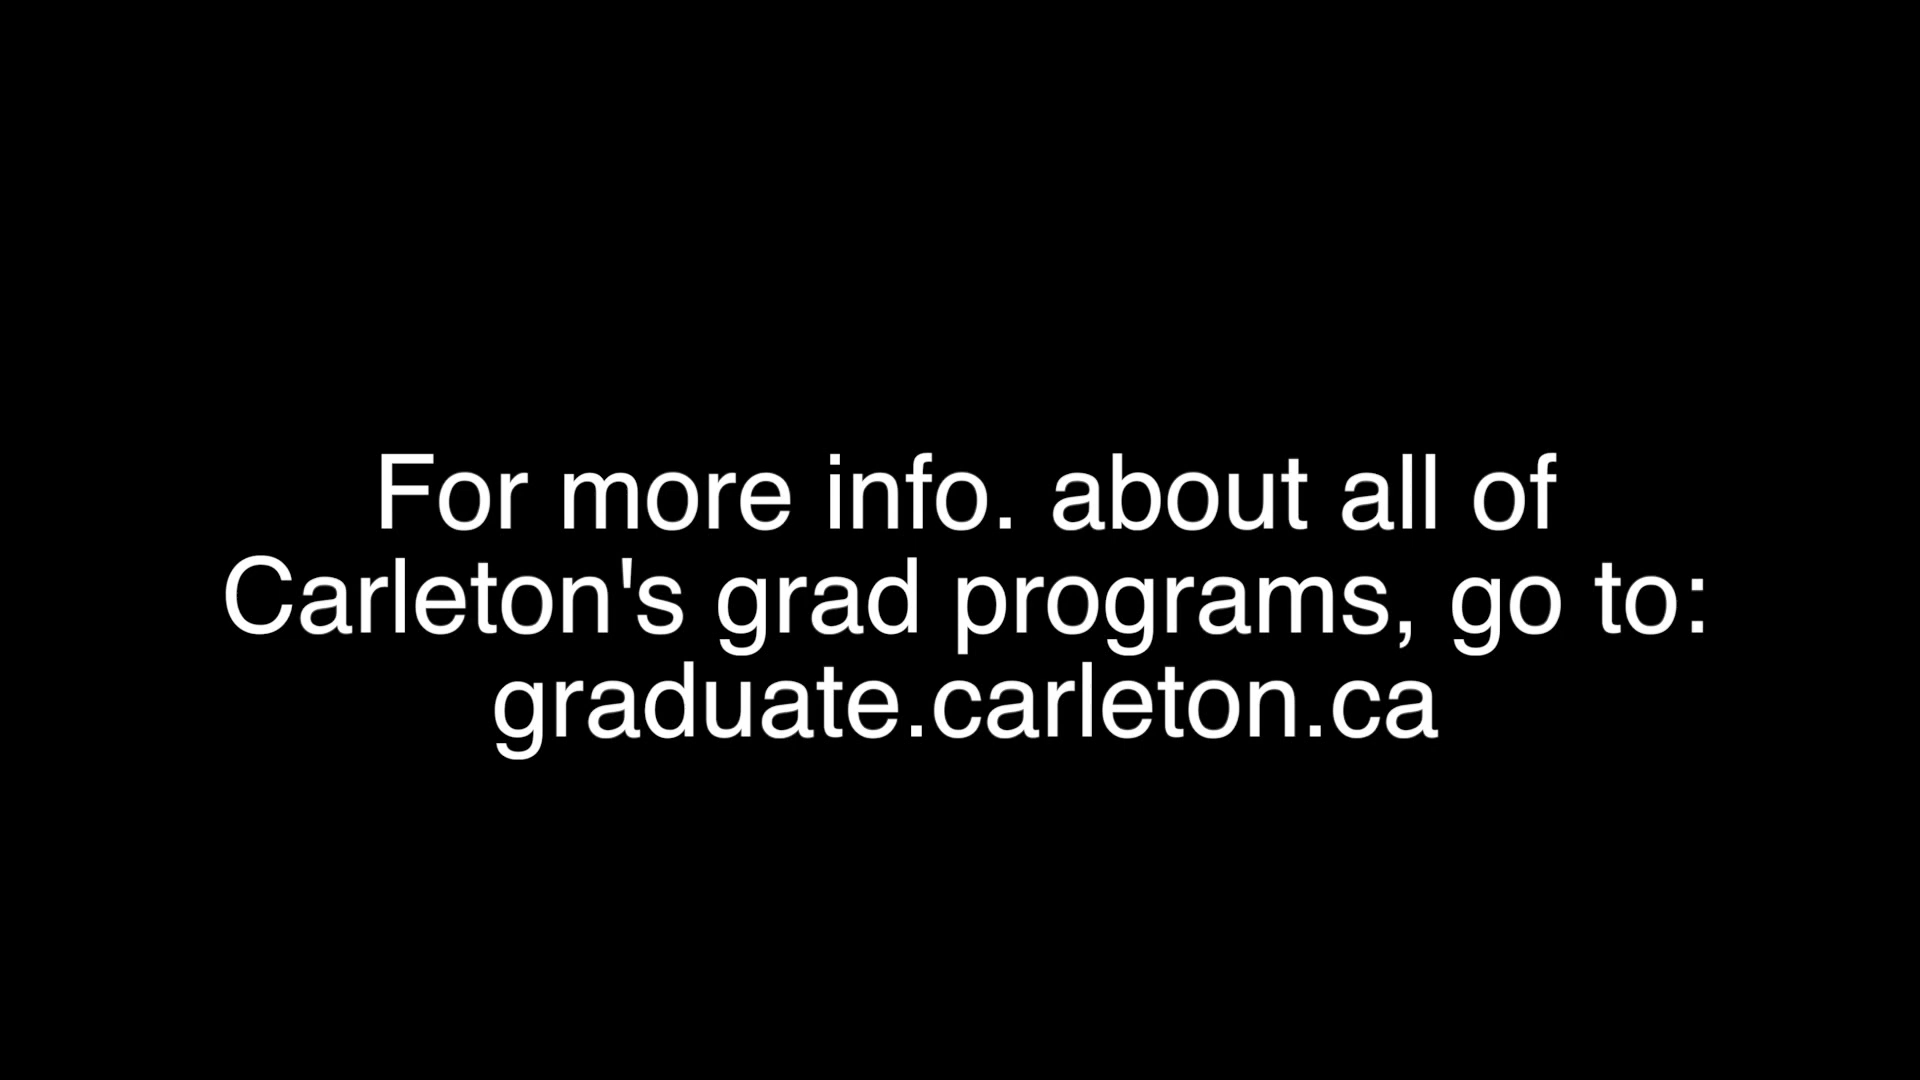 For more info. about all of
Carleton's grad programs, go to:
graduate.carleton.ca